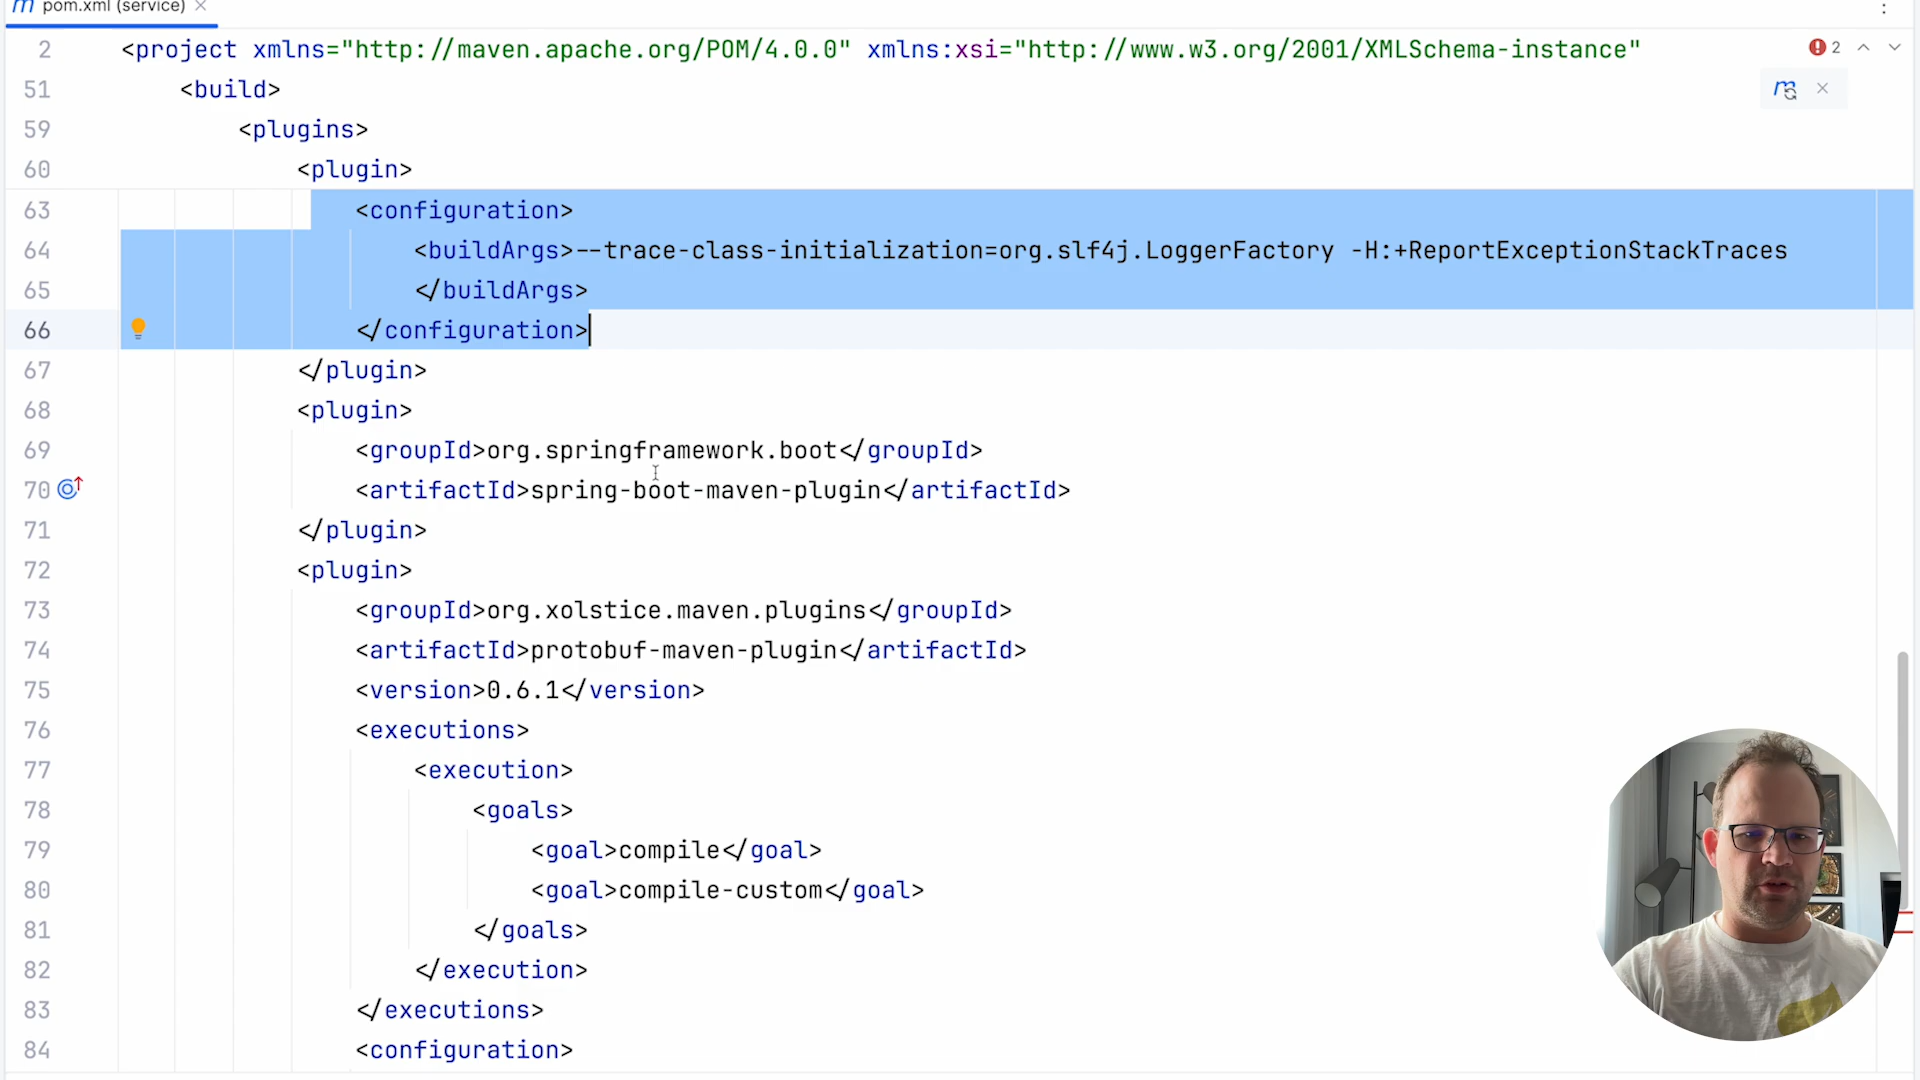 pom.xml (service)
2 <project xmlns="http://maven.apache.org/POM/4.0.0" xmlns:xsi="http://www.w3.org/2001/XMLSchema-instance"
2
51 <build>
59 <plugins>
60 <plugin>
63 <configuration>
64 <buildArgs>--trace-class-initialization=org.slf4j.LoggerFactory -H:+ReportExceptionStackTraces
65 </buildArgs>
66 </configuration>
67 </plugin>
68 <plugin>
69 <groupId>org.springframework.boot</groupId>
70 <artifactId>spring-boot-maven-plugin</artifactId>
71 </plugin>
72 <plugin>
73 <groupId>org.xolstice.maven.plugins</groupId>
74 <artifactId>protobuf-maven-plugin</artifactId>
75 <version>0.6.1</version>
76 <executions>
77 <execution>
78 <goals>
79 <goal>compile</goal>
80 <goal>compile-custom</goal>
81 </goals>
82 </execution>
83 </executions>
84 <configuration>